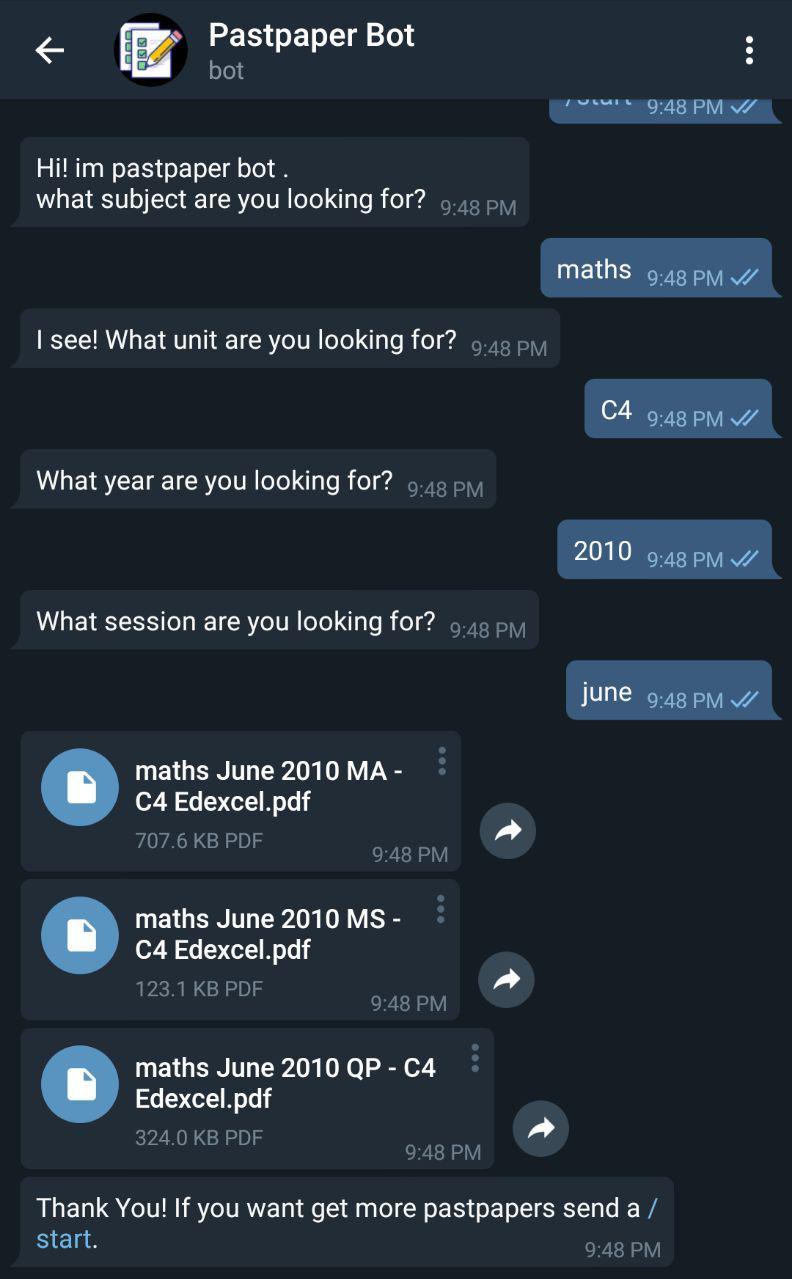 Pastpaper Bot
bot
/start 9:48 PM
Hi! im pastpaper bot .
what subject are you looking for? 9:48 PM
maths 9:48 PM
I see! What unit are you looking for? 9:48 PM
C4 9:48 PM
What year are you looking for? 9:48 PM
2010 9:48 PM
What session are you looking for? 9:48 PM
june 9:48 PM
maths June 2010 MA -
C4 Edexcel.pdf
707.6 KB PDF
9:48 PM
maths June 2010 MS -
C4 Edexcel.pdf
123.1 KB PDF
9:48 PM
maths June 2010 QP - C4
Edexcel.pdf
324.0 KB PDF
9:48 PM
Thank You! If you want get more pastpapers send a /
start.
9:48 PM